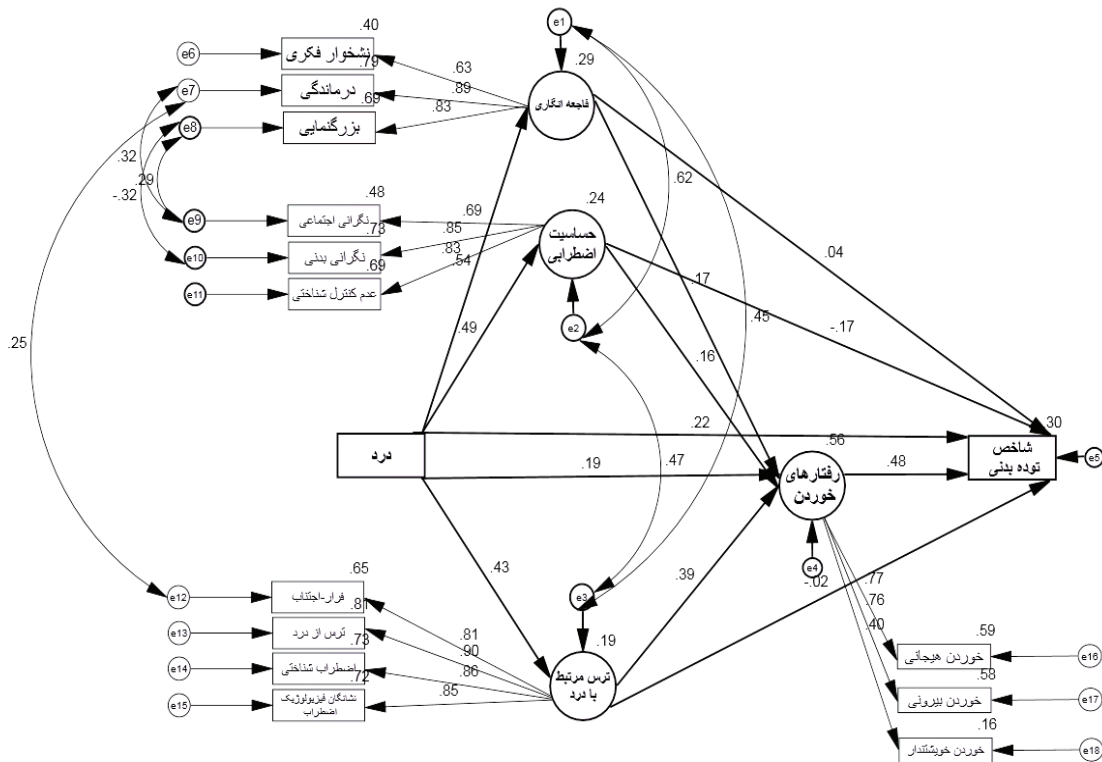 e1
.40
.29
e6
نشخوار فکری
.79
.63
e7
درماندگی
.89
فاجعه انگاری
.69
.83
e8
بزرگنمایی
.32
.29
-.32
.62
.48
.24
e9
نگرانی اجتماعی
.69
.73
.85
حساسیت
اضطرابی
e10
نگرانی بدنی
.83
.04
.69
.54
e11
عدم کنترل شناختی
.17
.45
-.17
.49
e2
.25
.16
.22
.30
درد
.56
شاخص
توده بدنی
e5
.19
.47
رفتارهای
خوردن
.48
.43
.39
e4
-.02
.65
.77
e12
فرار-اجتناب
e3
.76
.81
.40
e13
ترس از درد
.81
.19
.59
.73
.90
e14
اضطراب شناختی
.86
ترس مرتبط
با درد
خوردن هیجانی
e16
.72
.58
e15
نشانگان فیزیولوژیک
اضطراب
.85
خوردن بیرونی
e17
.16
خوردن خویشتندار
e18